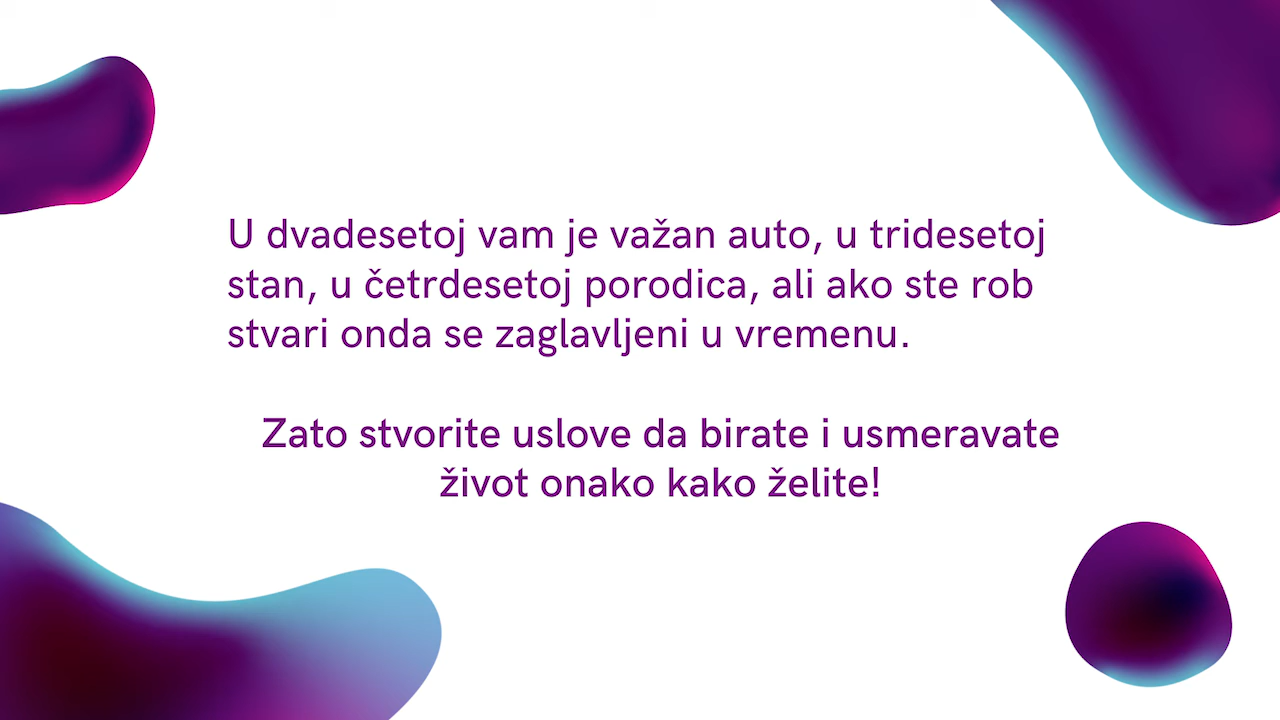 U dvadesetoj vam je važan auto, u tridesetoj
stan, u četrdesetoj porodica, ali ako ste rob
stvari onda se zaglavljeni u vremenu.
Zato stvorite uslove da birate i usmeravate
život onako kako želite!